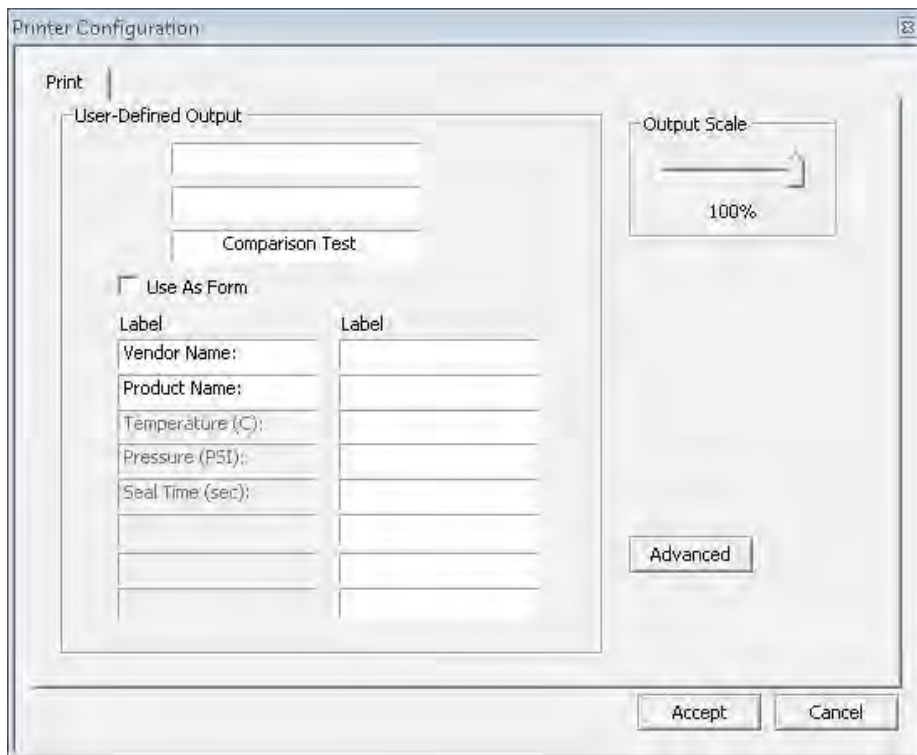 Printer Configuration
Print
User-Defined Output
Output Scale
100%
Comparison Test
Use As Form
Label Label
Vendor Name:
Product Name:
Temperature (C):
Pressure (PSI):
Seal Time (sec):
Advanced
Accept Cancel